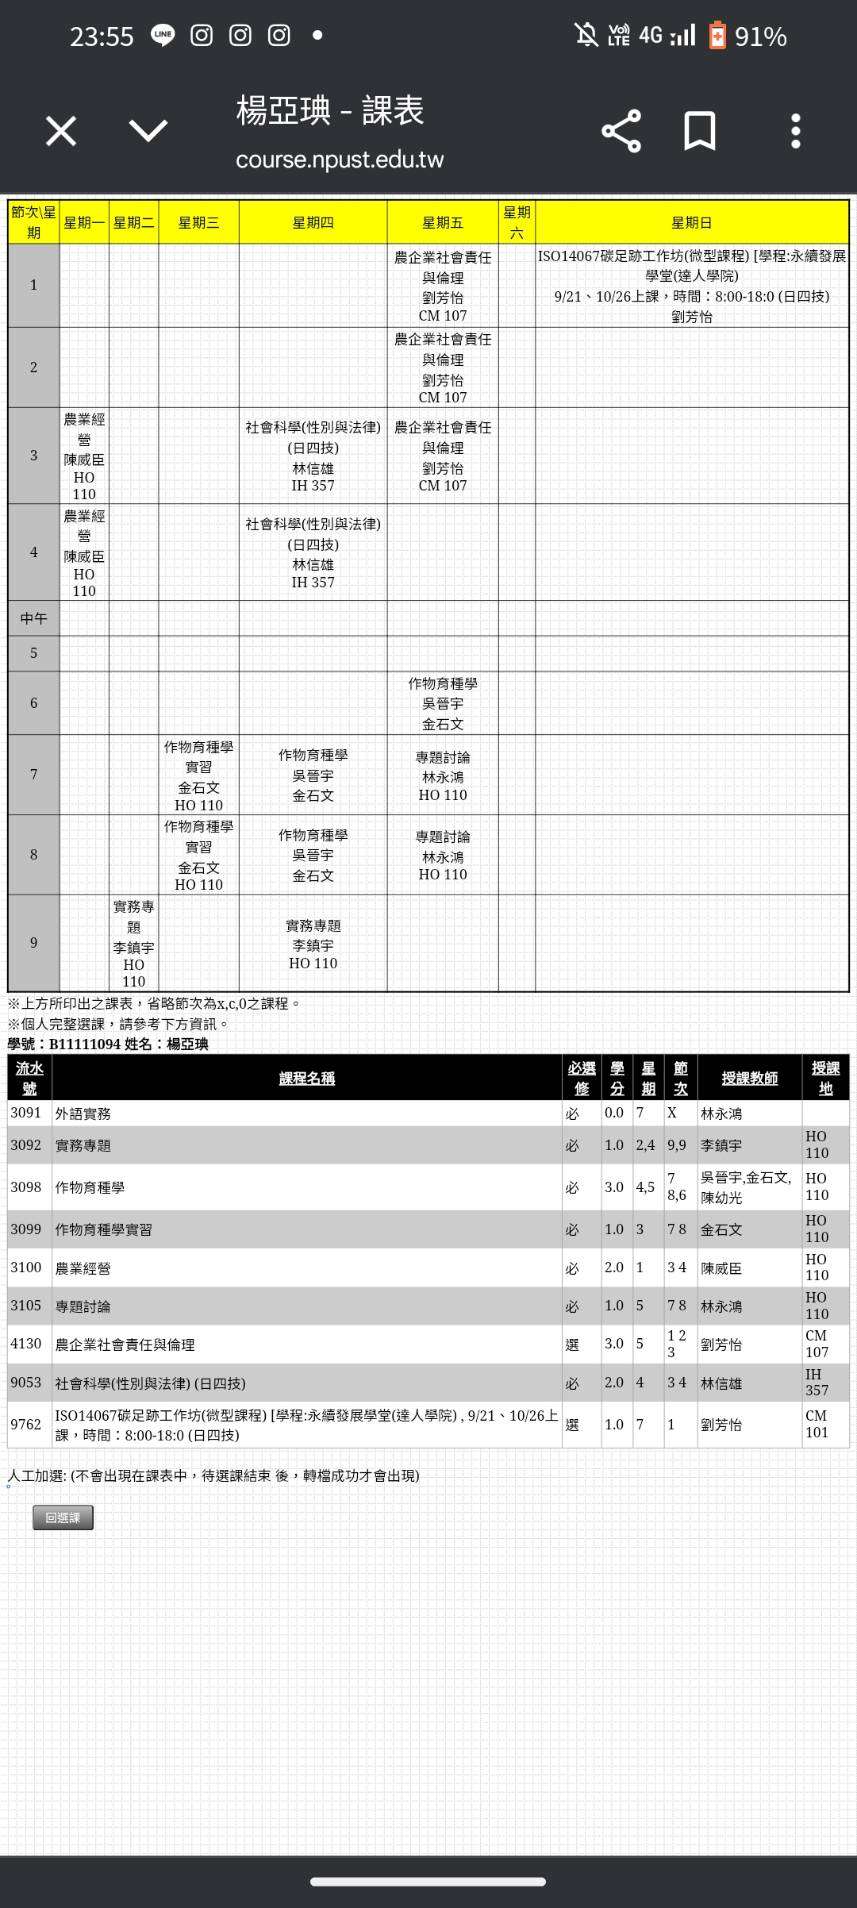 23:55 LINE 4G 91%
VoLTE
楊亞琠 - 課表
course.npust.edu.tw
節次\星期 星期一 星期二 星期三 星期四 星期五 星期六 星期日
1
農企業社會責任
與倫理
劉芳怡
CM 107
ISO14067碳足跡工作坊(微型課程) [學程:永續發展
學堂(達人學院)
9/21、10/26上課，時間：8:00-18:0 (日四技)
劉芳怡
2
農企業社會責任
與倫理
劉芳怡
CM 107
3
農業經
營
陳威臣
HO
110
社會科學(性別與法律)
(日四技)
林信雄
IH 357
農企業社會責任
與倫理
劉芳怡
CM 107
4
農業經
營
陳威臣
HO
110
社會科學(性別與法律)
(日四技)
林信雄
IH 357
中午
5
6
作物育種學
吳晉宇
金石文
7
作物育種學
實習
金石文
HO 110
作物育種學
吳晉宇
金石文
專題討論
林永鴻
HO 110
8
作物育種學
實習
金石文
HO 110
作物育種學
吳晉宇
金石文
專題討論
林永鴻
HO 110
9
實務專
題
李鎮宇
HO
110
實務專題
李鎮宇
HO 110
※上方所印出之課表，省略節次為x,c,0之課程。
※個人完整選課，請參考下方資訊。
學號：B11111094 姓名：楊亞琠
流水號 課程名稱 必選修 學分 星期 節次 授課教師 授課地
3091 外語實務 必 0.0 7 X 林永鴻
3092 實務專題 必 1.0 2,4 9,9 李鎮宇 HO 110
3098 作物育種學 必 3.0 4,5 7 8,6 吳晉宇,金石文,陳幼光 HO 110
3099 作物育種學實習 必 1.0 3 7 8 金石文 HO 110
3100 農業經營 必 2.0 1 3 4 陳威臣 HO 110
3105 專題討論 必 1.0 5 7 8 林永鴻 HO 110
4130 農企業社會責任與倫理 選 3.0 5 1 2 3 劉芳怡 CM 107
9053 社會科學(性別與法律) (日四技) 必 2.0 4 3 4 林信雄 IH 357
9762 ISO14067碳足跡工作坊(微型課程) [學程:永續發展學堂(達人學院) , 9/21、10/26上課，時間：8:00-18:0 (日四技) 選 1.0 7 1 劉芳怡 CM 101
人工加選: (不會出現在課表中，待選課結束 後，轉檔成功才會出現)
。
回選課